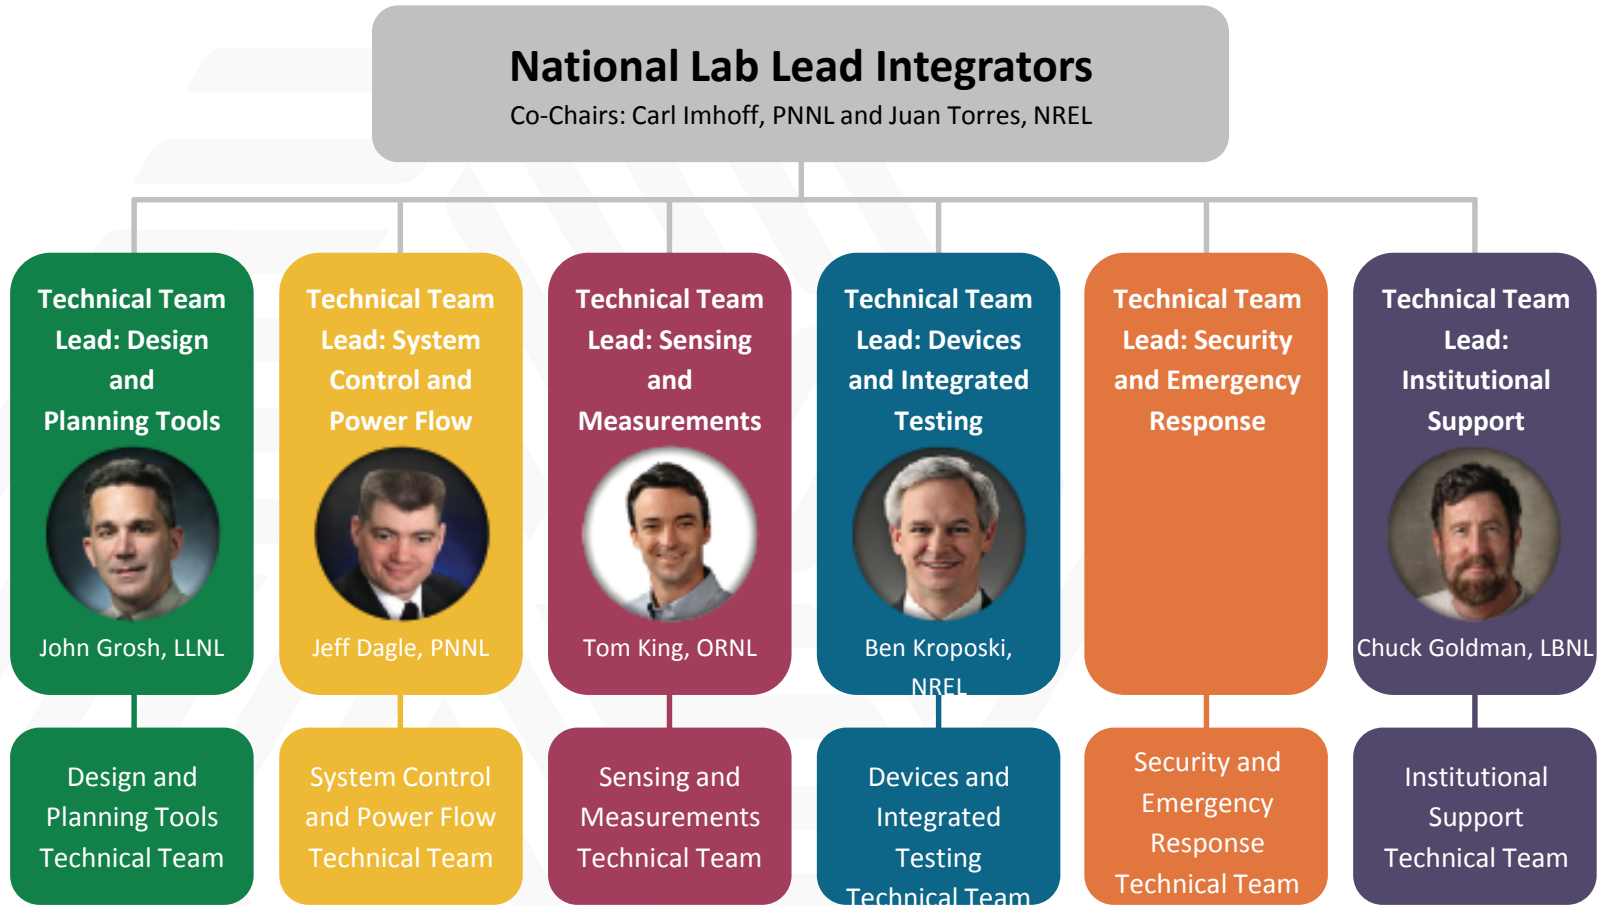 National Lab Lead Integrators
Co-Chairs: Carl Imhoff, PNNL and Juan Torres, NREL
Technical Team
Lead: Design
and
Planning Tools
John Grosh, LLNL
Technical Team
Lead: System
Control and
Power Flow
Jeff Dagle, PNNL
Technical Team
Lead: Sensing
and
Measurements
Tom King, ORNL
Technical Team
Lead: Devices
and Integrated
Testing
Ben Kroposki,
NREL
Technical Team
Lead: Security
and Emergency
Response
Technical Team
Lead:
Institutional
Support
Chuck Goldman, LBNL
Design and
Planning Tools
Technical Team
System Control
and Power Flow
Technical Team
Sensing and
Measurements
Technical Team
Devices and
Integrated
Testing
Technical Team
Security and
Emergency
Response
Technical Team
Institutional
Support
Technical Team